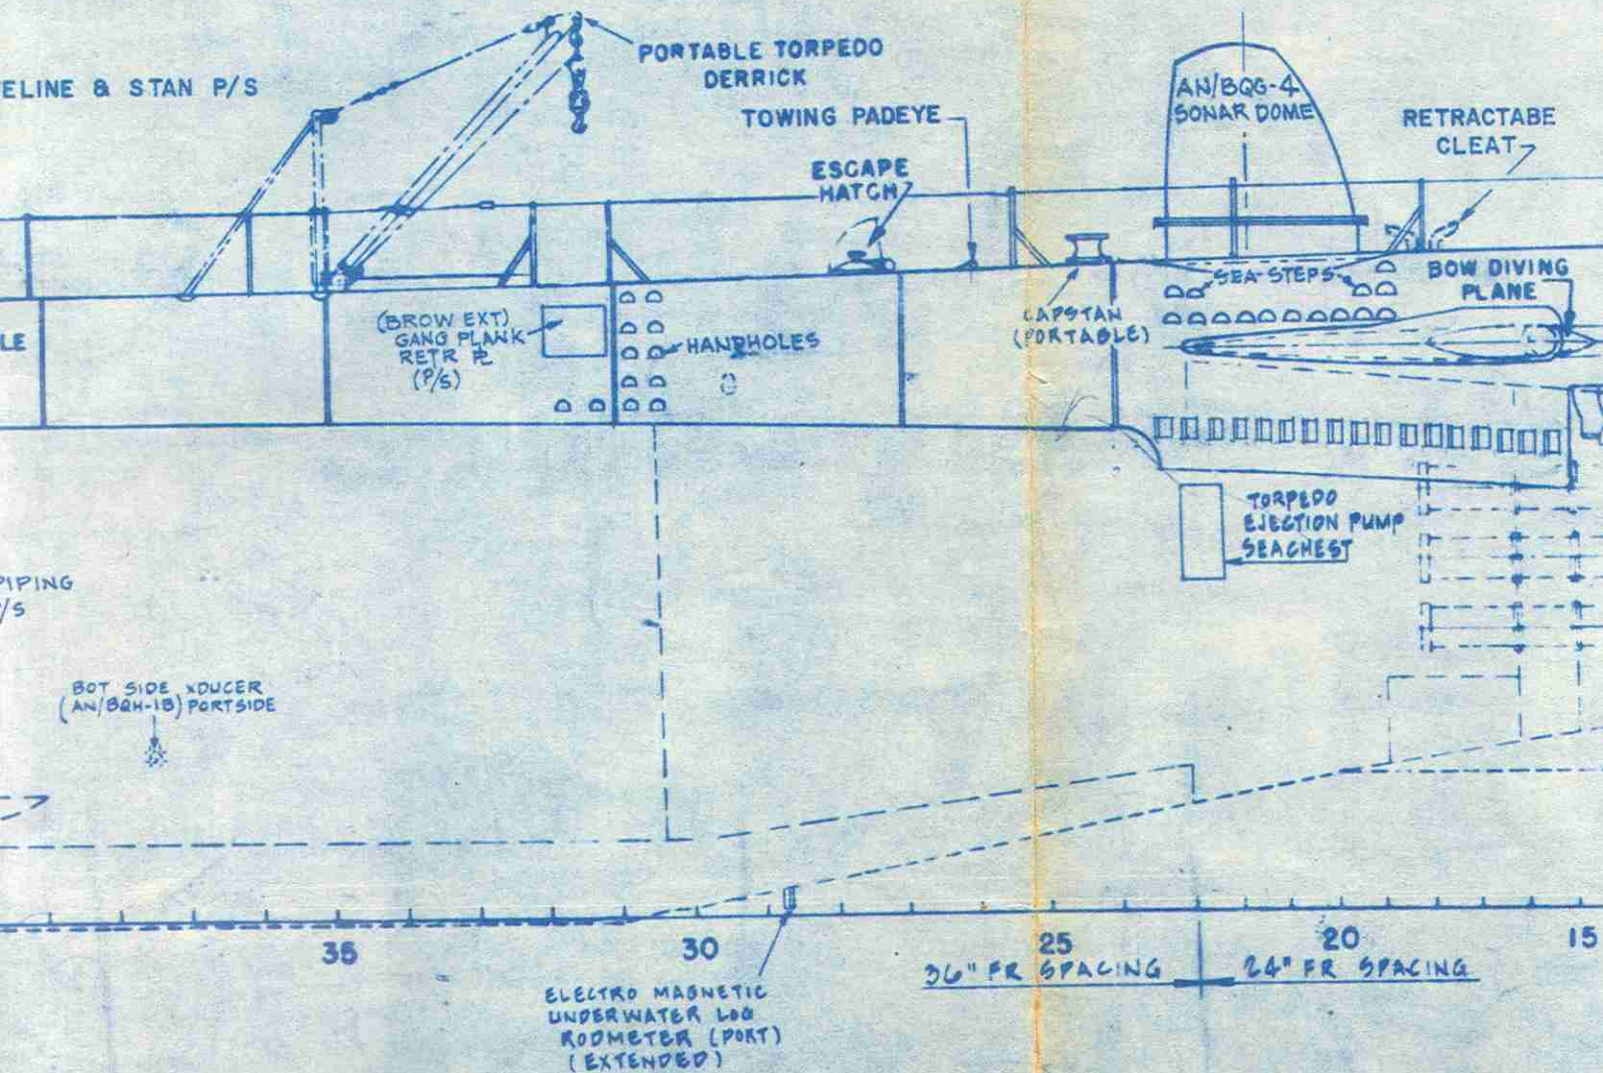 ELINE & STAN P/S
PORTABLE TORPEDO
DERRICK
TOWING PADEYE
ESCAPE
HATCH
AN/BQG-4
SONAR DOME
RETRACTABE
CLEAT
(BROW EXT)
GANG PLANK
RETR PL
(P/S)
HANDHOLES
CAPSTAN
(PORTABLE)
SEA STEPS
BOW DIVING
PLANE
LE
TORPEDO
EJECTION PUMP
SEACHEST
PIPING
/S
BOT SIDE XDUCER
(AN/BQH-1B) PORTSIDE
35
30
25
20
15
36" FR SPACING
24" FR SPACING
ELECTRO MAGNETIC
UNDERWATER LOG
RODMETER (PORT)
(EXTENDED)